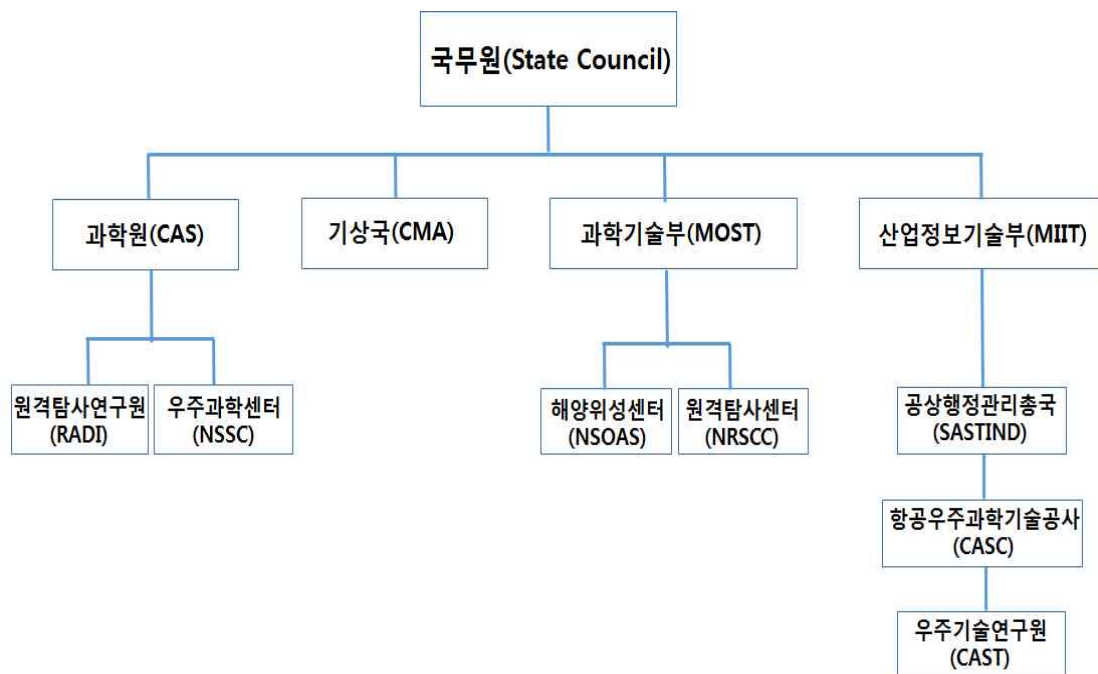 국무원(State Council)
과학원(CAS)
기상국(CMA)
과학기술부(MOST)
산업정보기술부(MIIT)
원격탐사연구원
(RADI)
우주과학센터
(NSSC)
해양위성센터
(NSOAS)
원격탐사센터
(NRSCC)
공상행정관리총국
(SASTIND)
항공우주과학기술공사
(CASC)
우주기술연구원
(CAST)